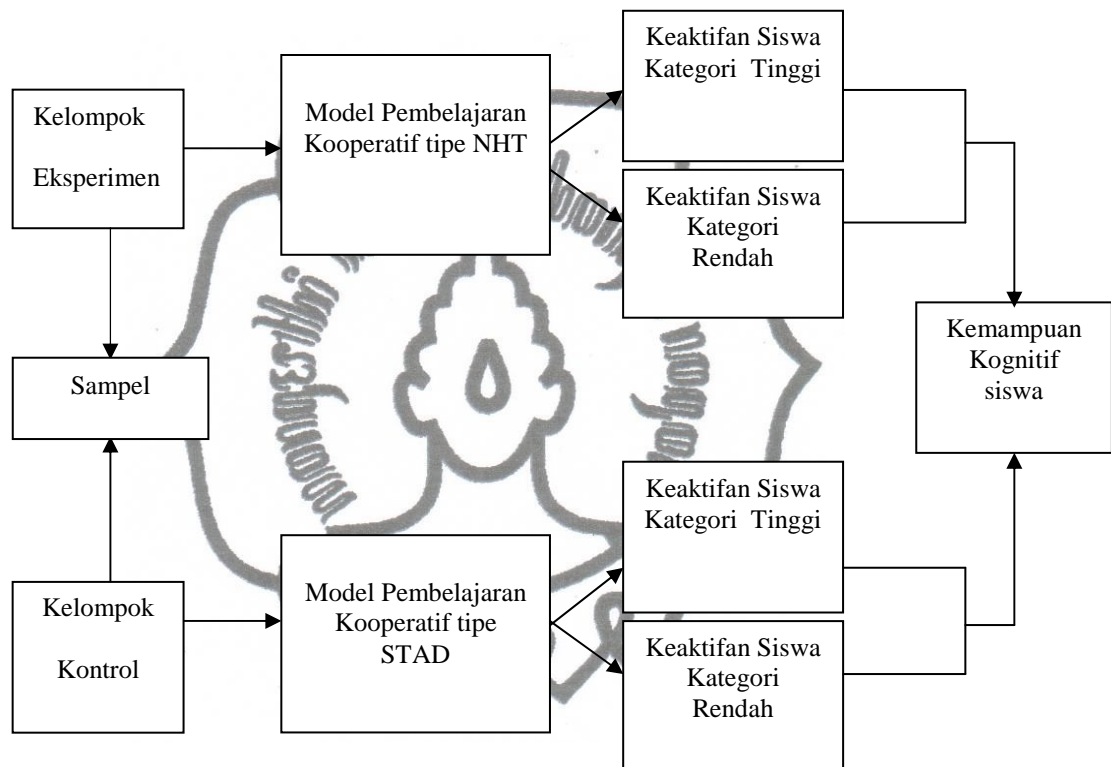 Kelompok
Eksperimen
Model Pembelajaran
Kooperatif tipe NHT
Keaktifan Siswa
Kategori  Tinggi
Keaktifan Siswa
Kategori
Rendah
Sampel
Kemampuan
Kognitif
siswa
Kelompok
Kontrol
Model Pembelajaran
Kooperatif tipe
STAD
Keaktifan Siswa
Kategori  Tinggi
Keaktifan Siswa
Kategori
Rendah